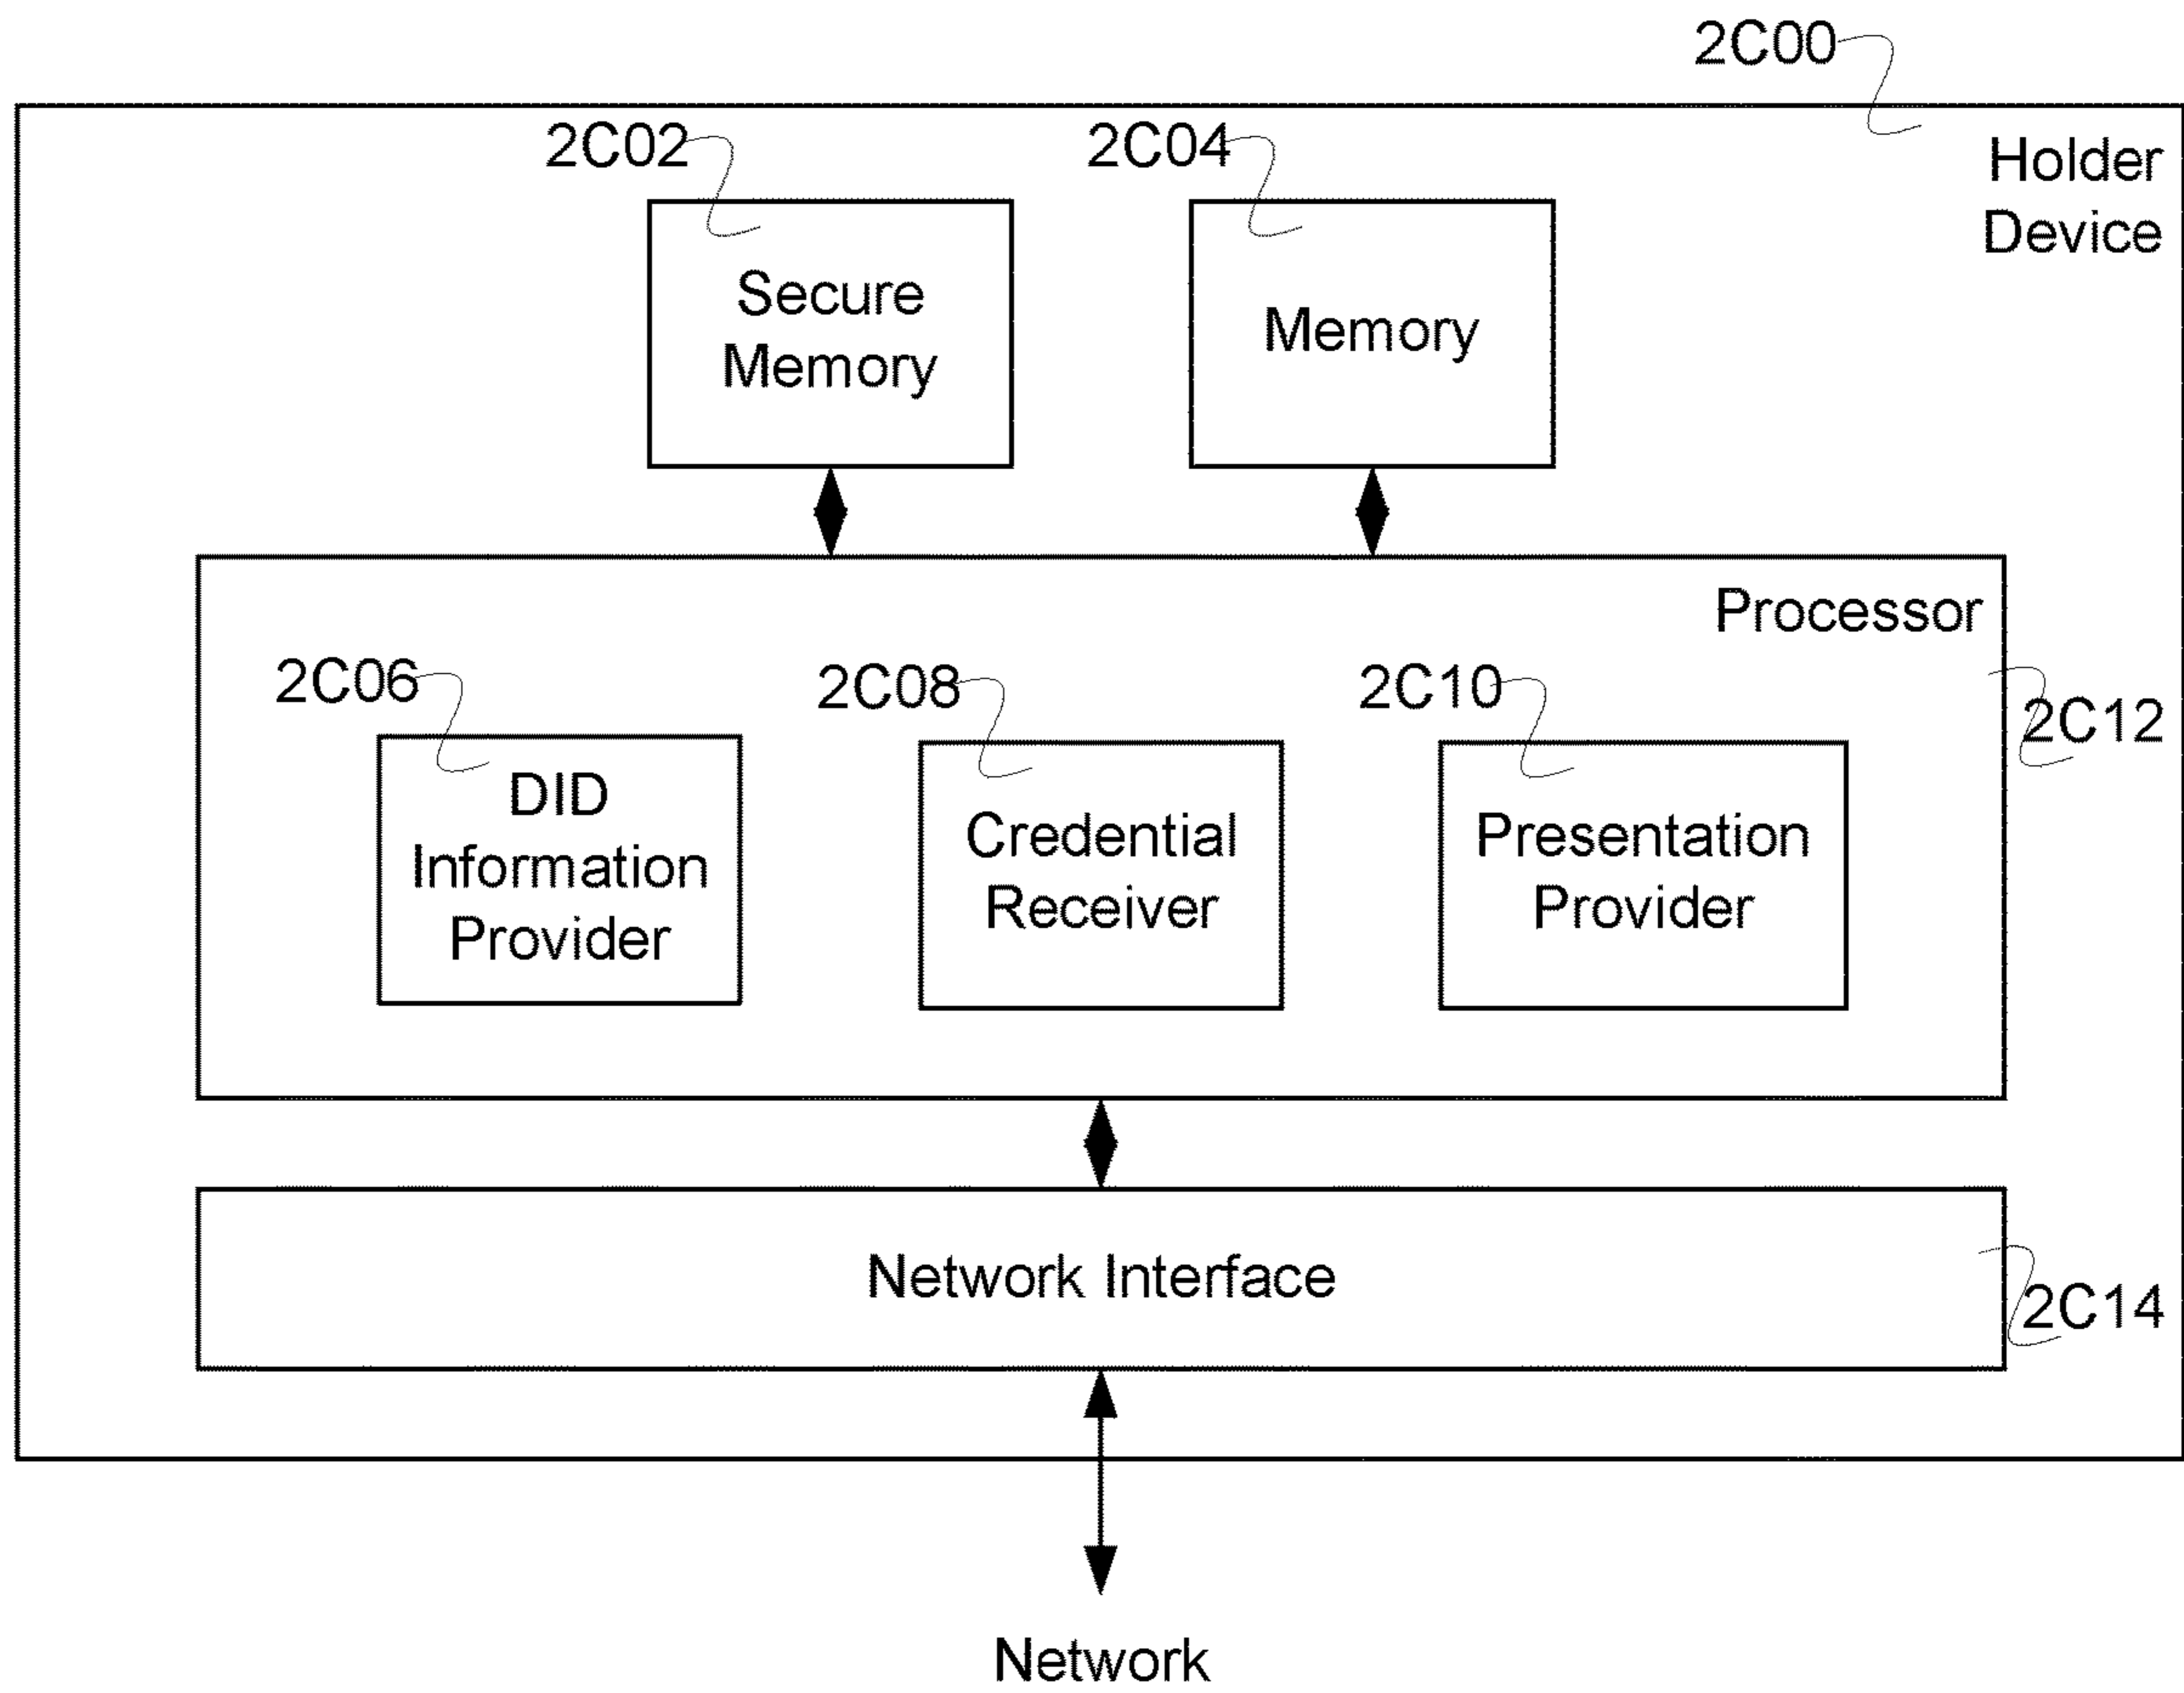 2C00
Holder
Device
2C02
2C04
Secure
Memory
Memory
Processor
2C06
2C08
2C10
2C12
DID
Information
Provider
Credential
Receiver
Presentation
Provider
Network Interface
2C14
Network